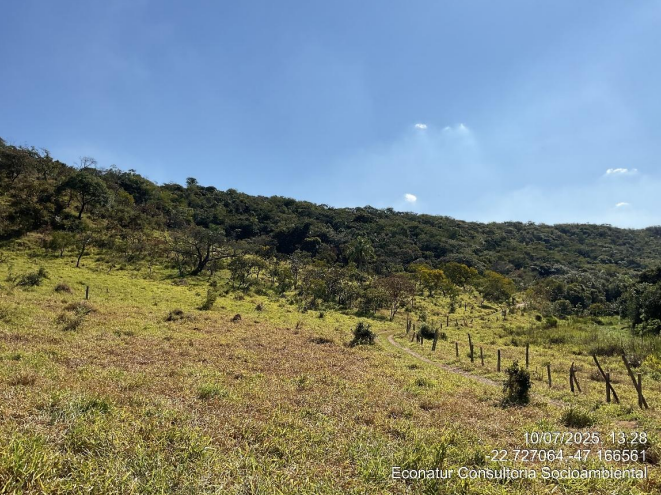 10/07/2025 13:28
-22.727064,-47.166561
Econatur Consultoria Socioambiental